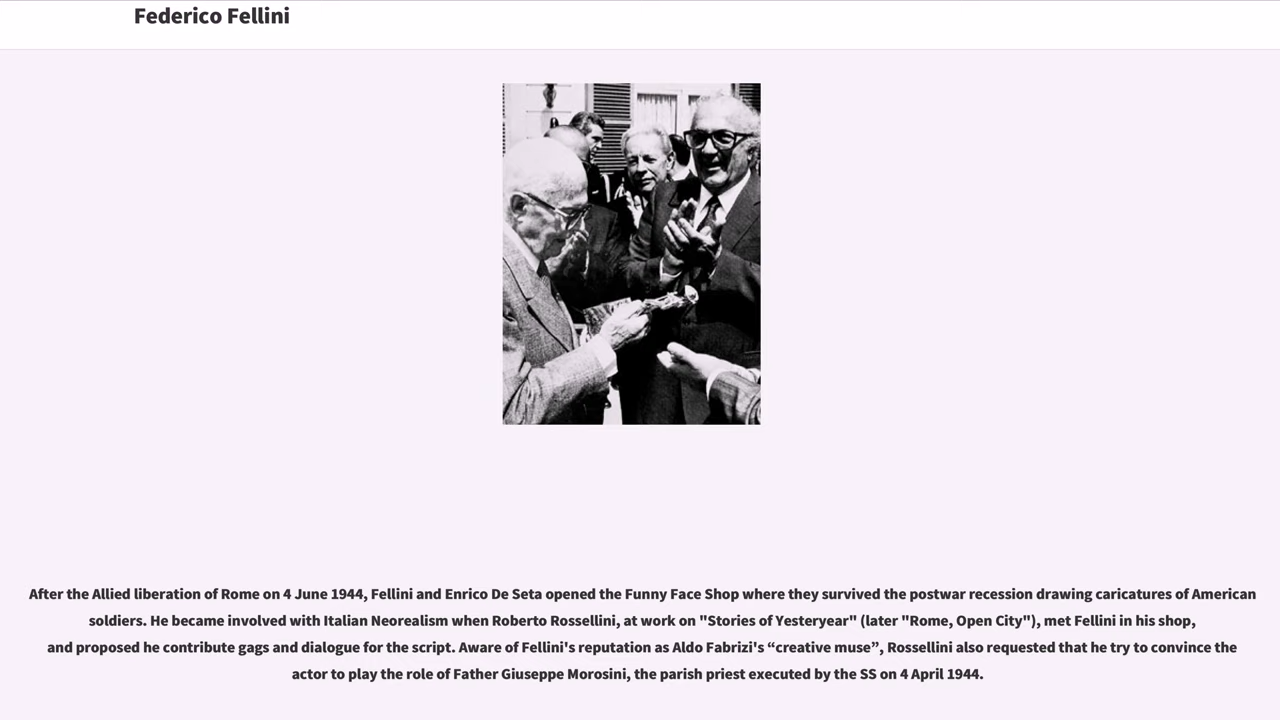 Federico Fellini
After the Allied liberation of Rome on 4 June 1944, Fellini and Enrico De Seta opened the Funny Face Shop where they survived the postwar recession drawing caricatures of American
soldiers. He became involved with Italian Neorealism when Roberto Rossellini, at work on "Stories of Yesteryear" (later "Rome, Open City"), met Fellini in his shop,
and proposed he contribute gags and dialogue for the script. Aware of Fellini's reputation as Aldo Fabrizi's “creative muse”, Rossellini also requested that he try to convince the
actor to play the role of Father Giuseppe Morosini, the parish priest executed by the SS on 4 April 1944.